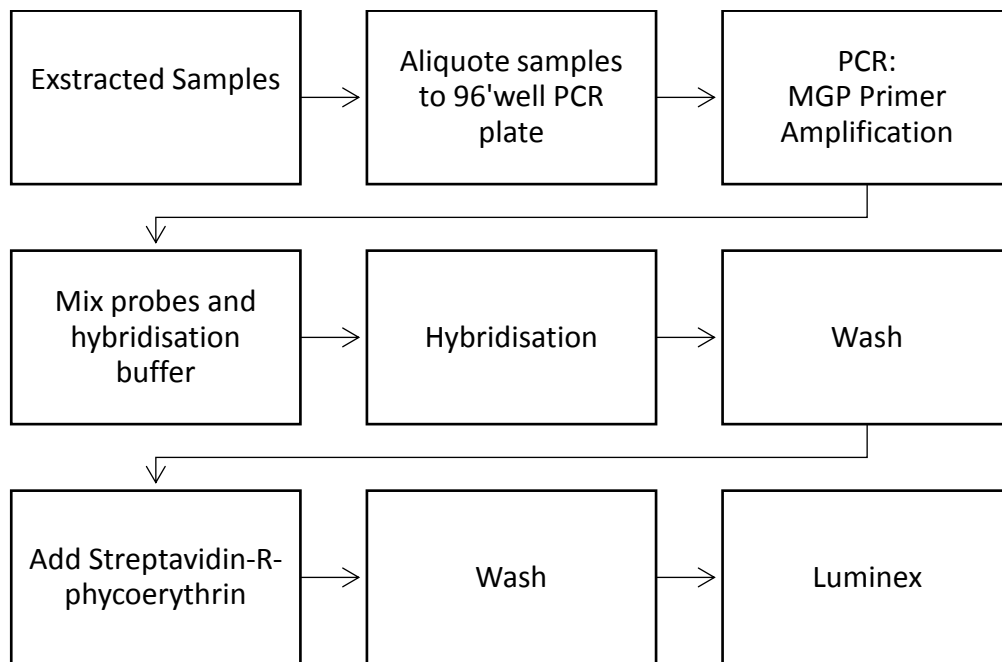 Exstracted Samples
Aliquote samples
to 96'well PCR
plate
PCR:
MGP Primer
Amplification
Mix probes and
hybridisation
buffer
Hybridisation
Wash
Add Streptavidin-R-
phycoerythrin
Wash
Luminex